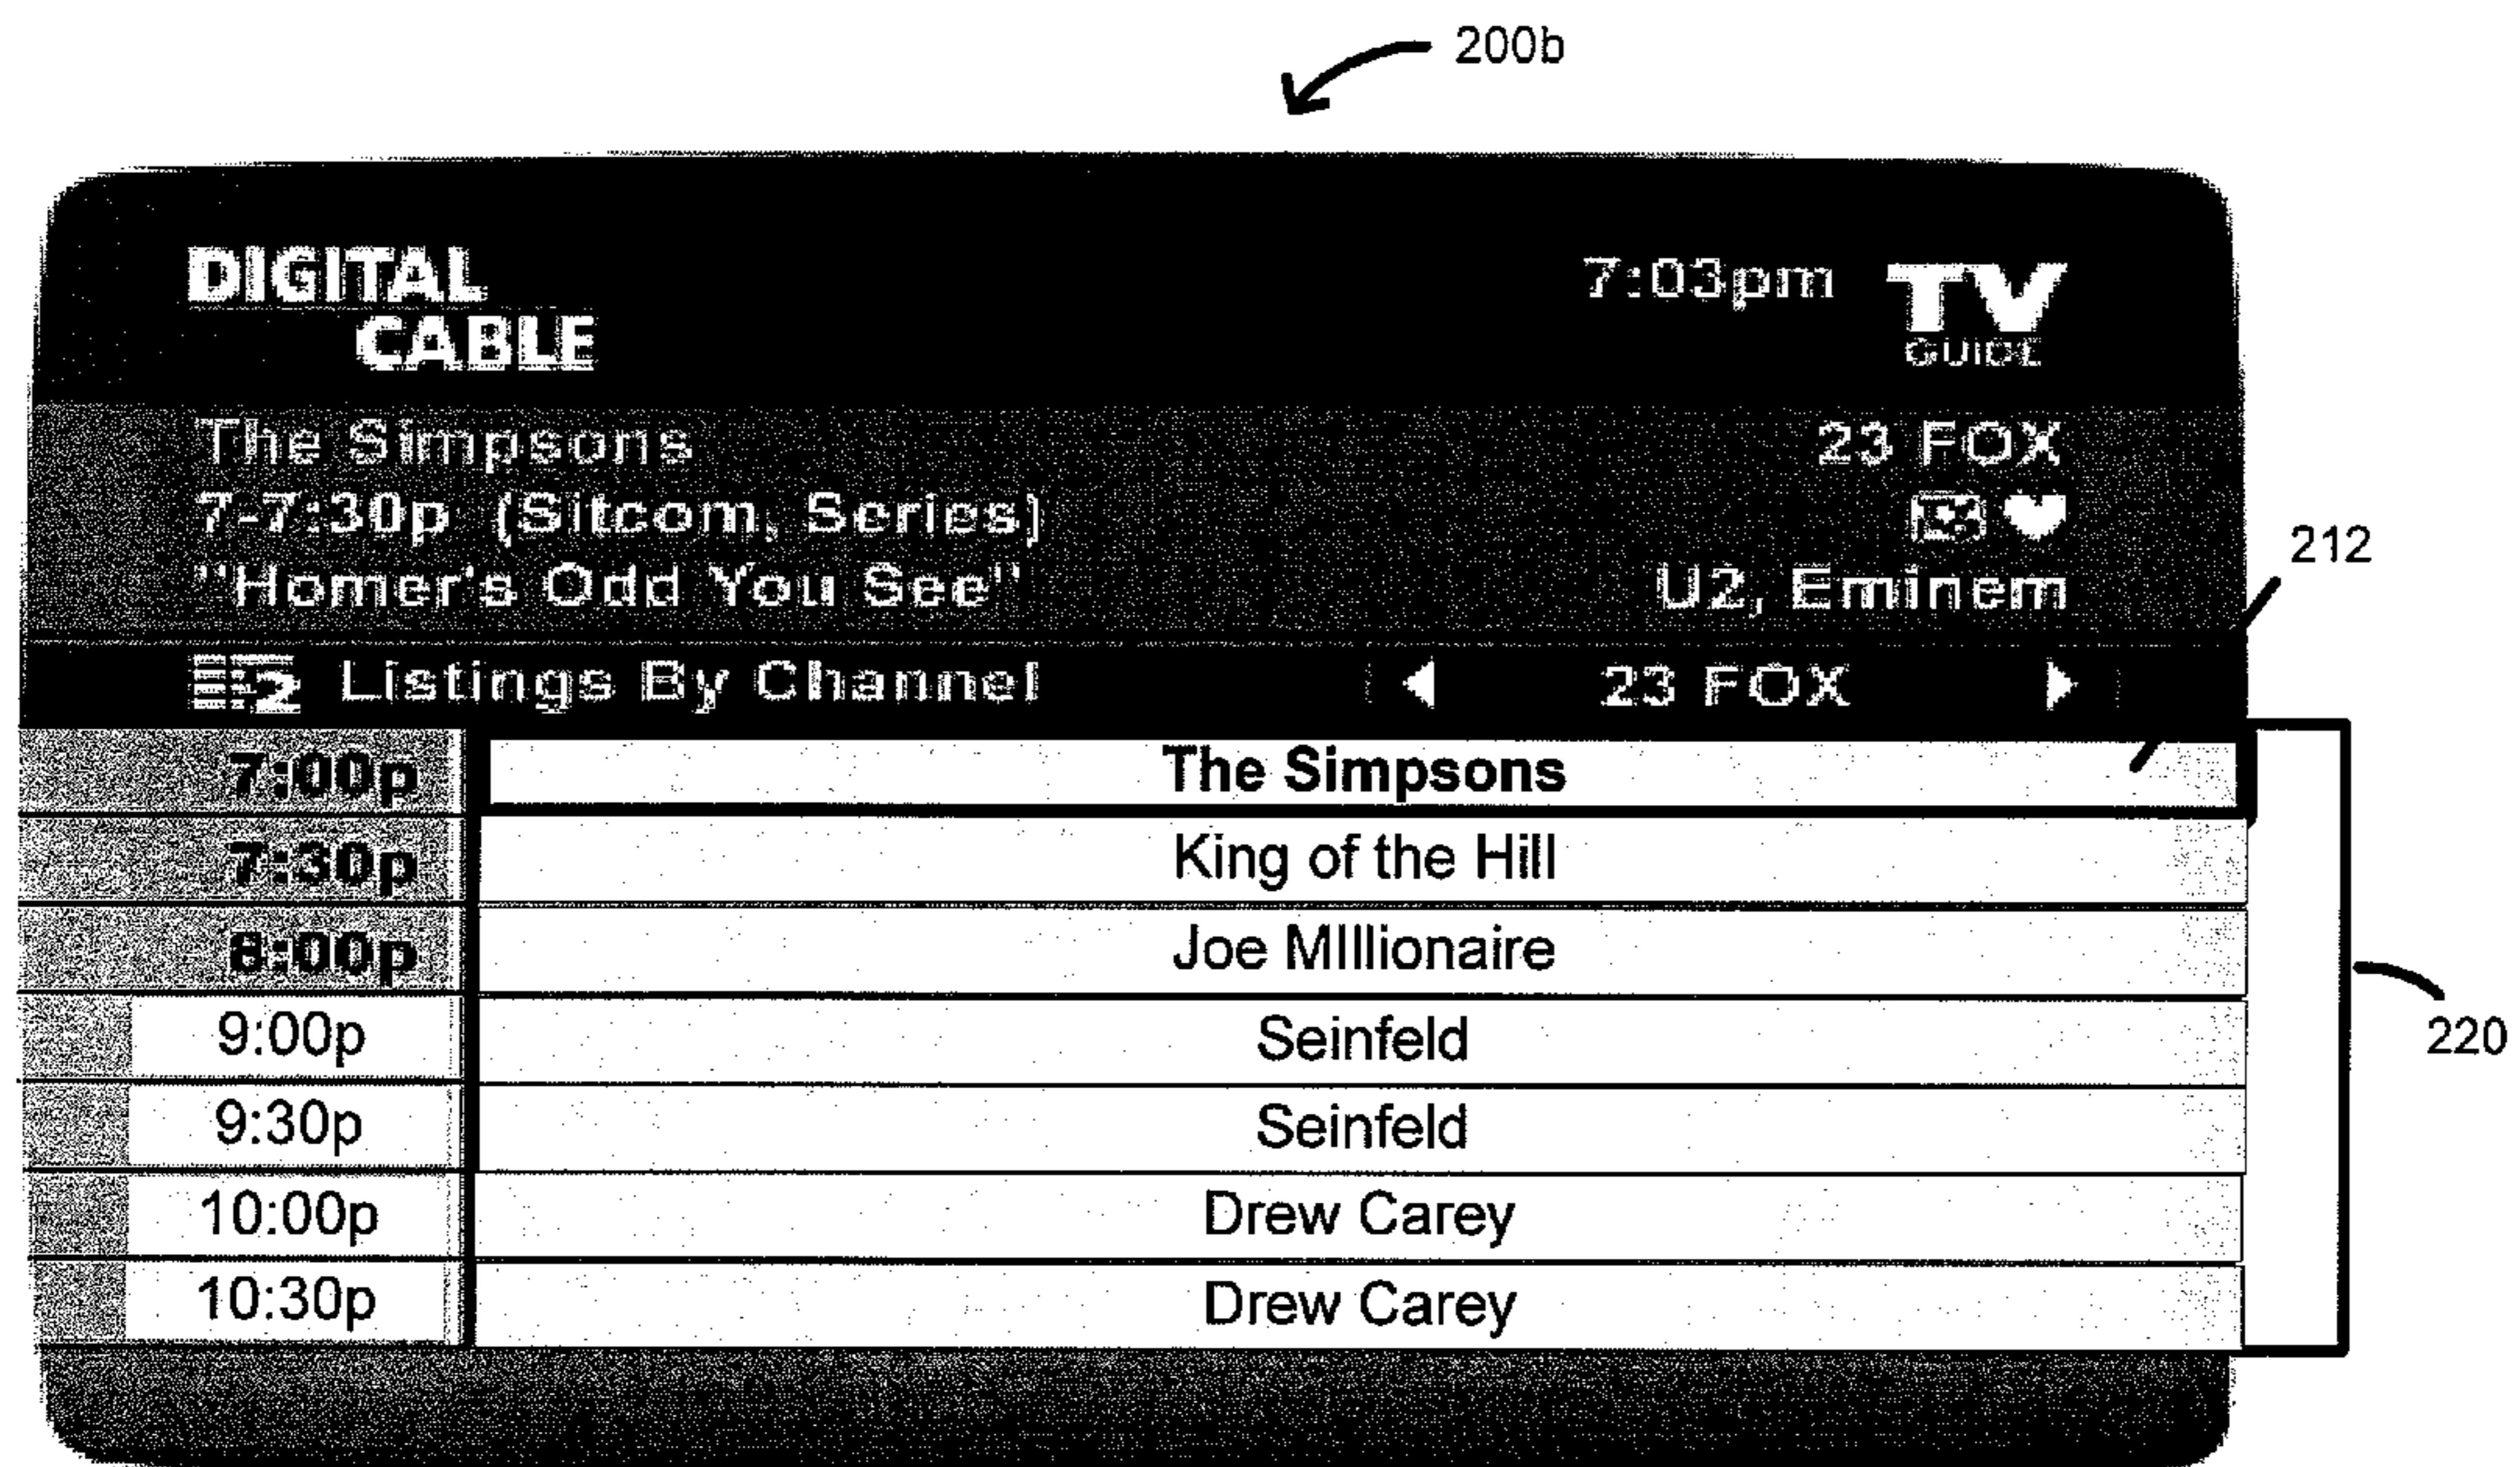 200b
DIGITAL
CABLE
7:03pm
TV
GUIDE
The Simpsons
23 FOX
7-7:30p (Sitcom, Series)
"Homer's Odd You See"
U2, Eminem
212
2 Listings By Channel
23 FOX
7:00p The Simpsons
7:30p King of the Hill
8:00p Joe MIllionaire
9:00p Seinfeld
9:30p Seinfeld
10:00p Drew Carey
10:30p Drew Carey
220